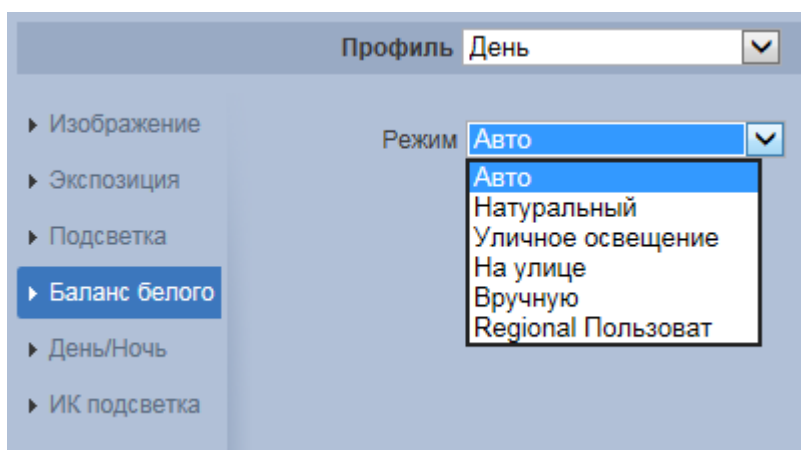 Профиль День
Изображение
Режим Авто
Экспозиция
Авто
Натуральный
Подсветка
Уличное освещение
На улице
Баланс белого
Вручную
Regional Пользоват
День/Ночь
ИК подсветка